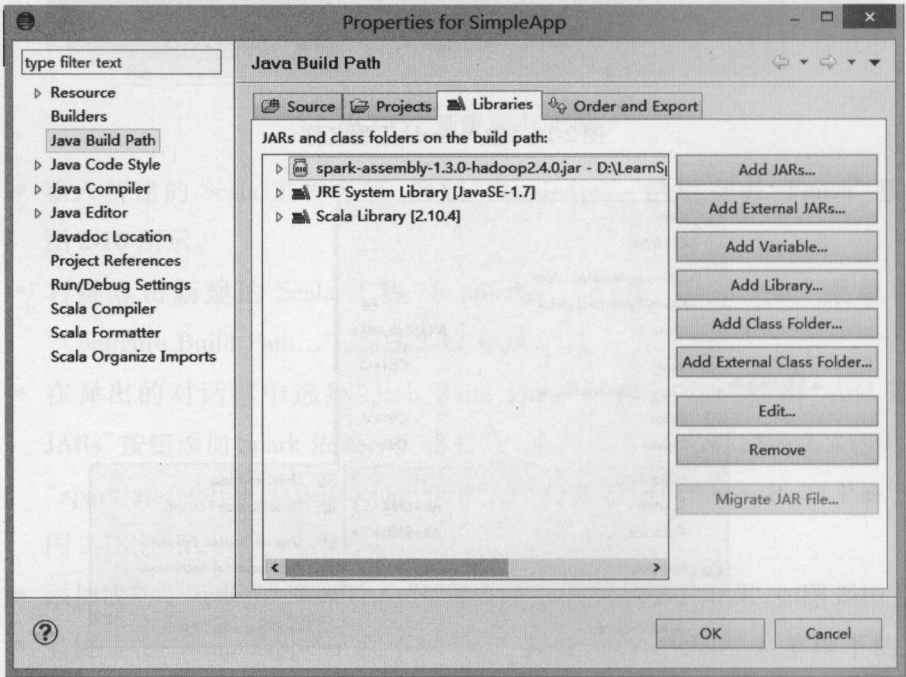 Properties for SimpleApp
type filter text
Resource
Builders
Java Build Path
Java Code Style
Java Compiler
Java Editor
Javadoc Location
Project References
Run/Debug Settings
Scala Compiler
Scala Formatter
Scala Organize Imports
Java Build Path
Source Projects Libraries Order and Export
JARs and class folders on the build path:
spark-assembly-1.3.0-hadoop2.4.0.jar - D:\LearnSp
JRE System Library [JavaSE-1.7]
Scala Library [2.10.4]
Add JARs...
Add External JARs...
Add Variable...
Add Library...
Add Class Folder...
Add External Class Folder...
Edit...
Remove
Migrate JAR File...
OK Cancel